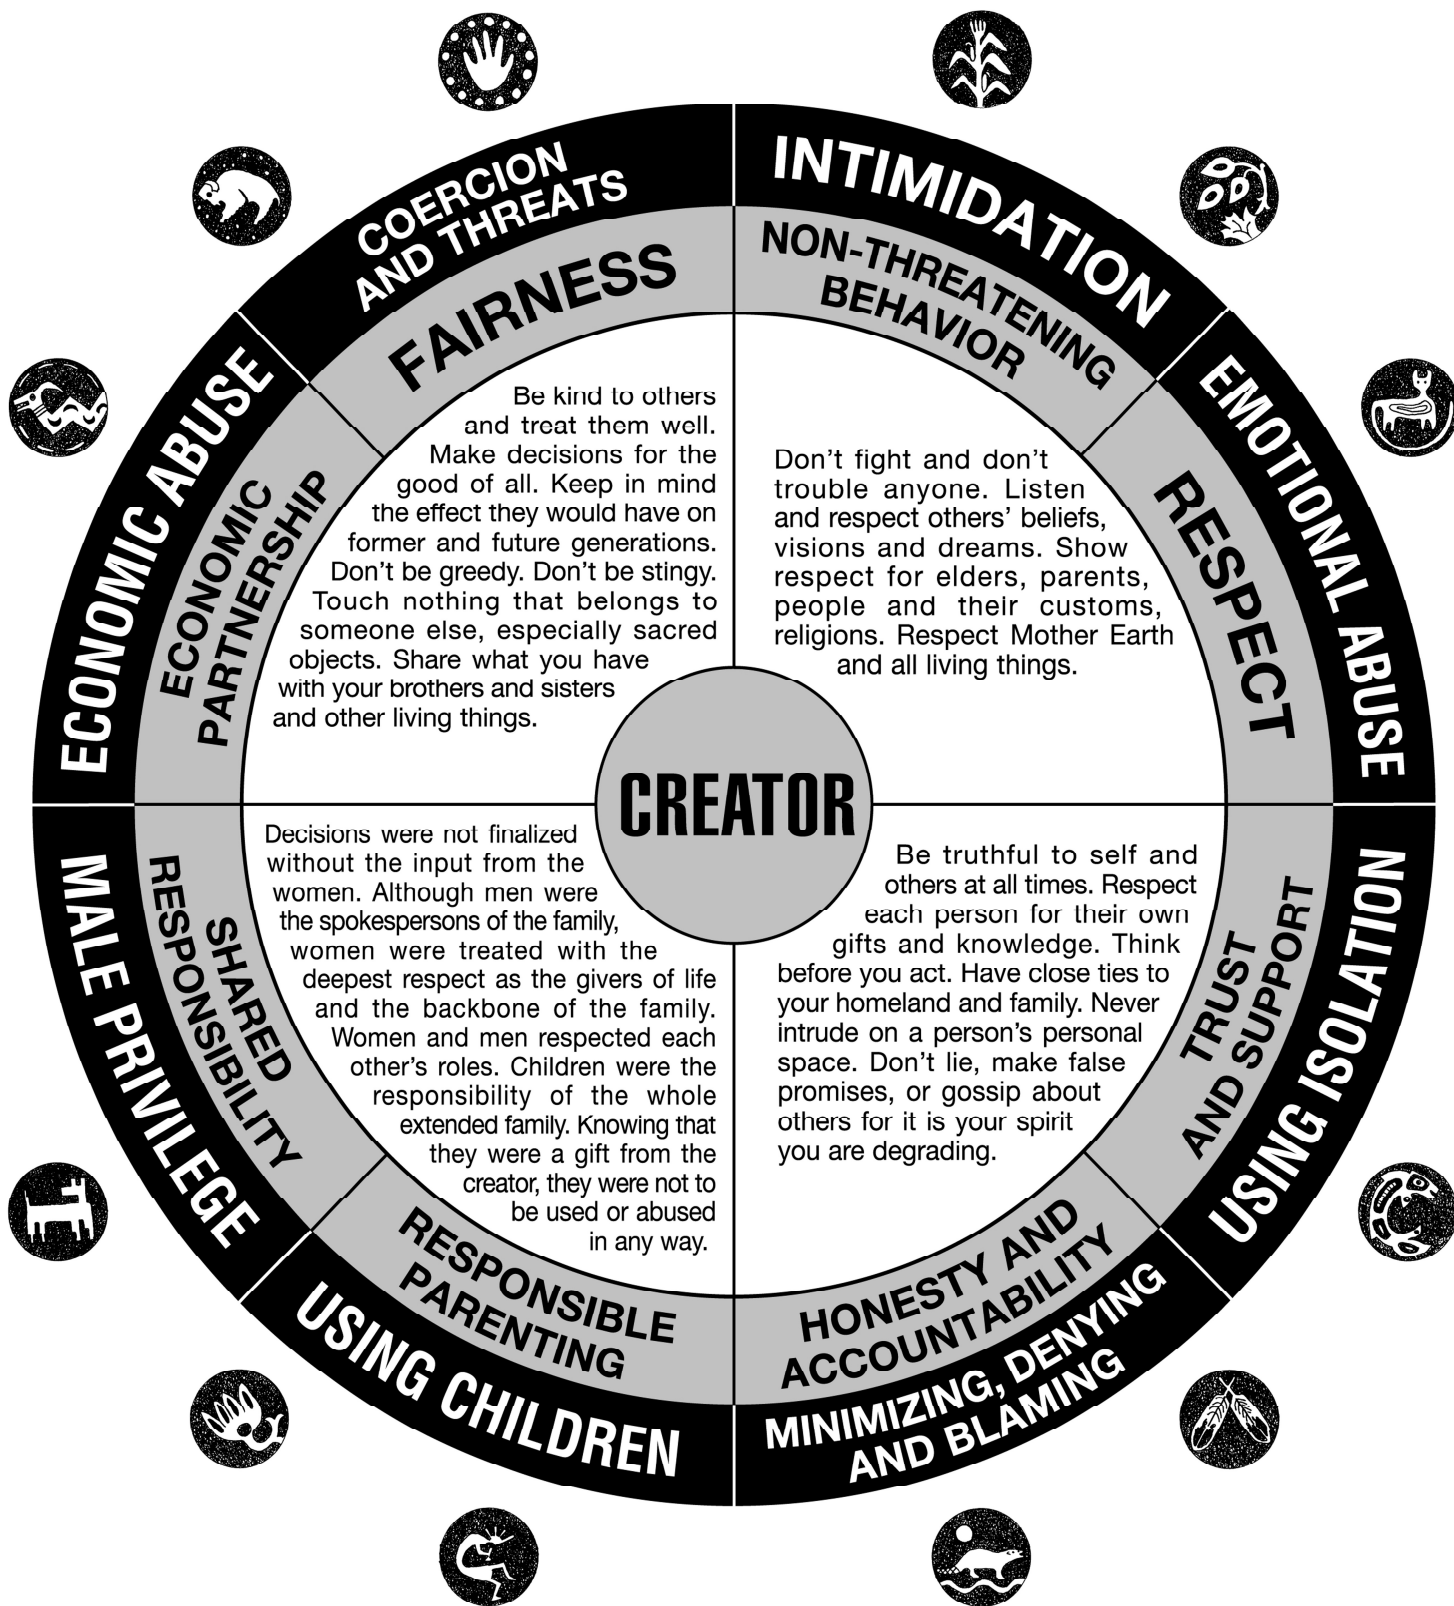 COERCION
AND THREATS
INTIMIDATION
FAIRNESS
NON-THREATENING
BEHAVIOR
ECONOMIC ABUSE
ECONOMIC
PARTNERSHIP
EMOTIONAL ABUSE
RESPECT
Be kind to others
and treat them well.
Make decisions for the
good of all. Keep in mind
the effect they would have on
former and future generations.
Don't be greedy. Don't be stingy.
Touch nothing that belongs to
someone else, especially sacred
objects. Share what you have
with your brothers and sisters
and other living things.
Don't fight and don't
trouble anyone. Listen
and respect others' beliefs,
visions and dreams. Show
respect for elders, parents,
people and their customs,
religions. Respect Mother Earth
and all living things.
CREATOR
Decisions were not finalized
without the input from the
women. Although men were
the spokespersons of the family,
women were treated with the
deepest respect as the givers of life
and the backbone of the family.
Women and men respected each
other's roles. Children were the
responsibility of the whole
extended family. Knowing that
they were a gift from the
creator, they were not to
be used or abused
in any way.
Be truthful to self and
others at all times. Respect
each person for their own
gifts and knowledge. Think
before you act. Have close ties to
your homeland and family. Never
intrude on a person's personal
space. Don't lie, make false
promises, or gossip about
others for it is your spirit
you are degrading.
MALE PRIVILEGE
SHARED
RESPONSIBILITY
TRUST
AND SUPPORT
USING ISOLATION
RESPONSIBLE
PARENTING
USING CHILDREN
HONESTY AND
ACCOUNTABILITY
MINIMIZING, DENYING
AND BLAMING